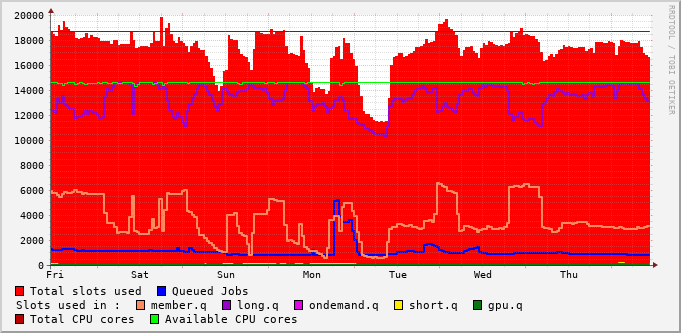 20000
18000
16000
14000
12000
10000
8000
6000
4000
2000
0
Fri Sat Sun Mon Tue Wed Thu
Total slots used Queued Jobs
Slots used in : member.q long.q ondemand.q short.q gpu.q
Total CPU cores Available CPU cores
RRDTOOL / TOBI OETIKER